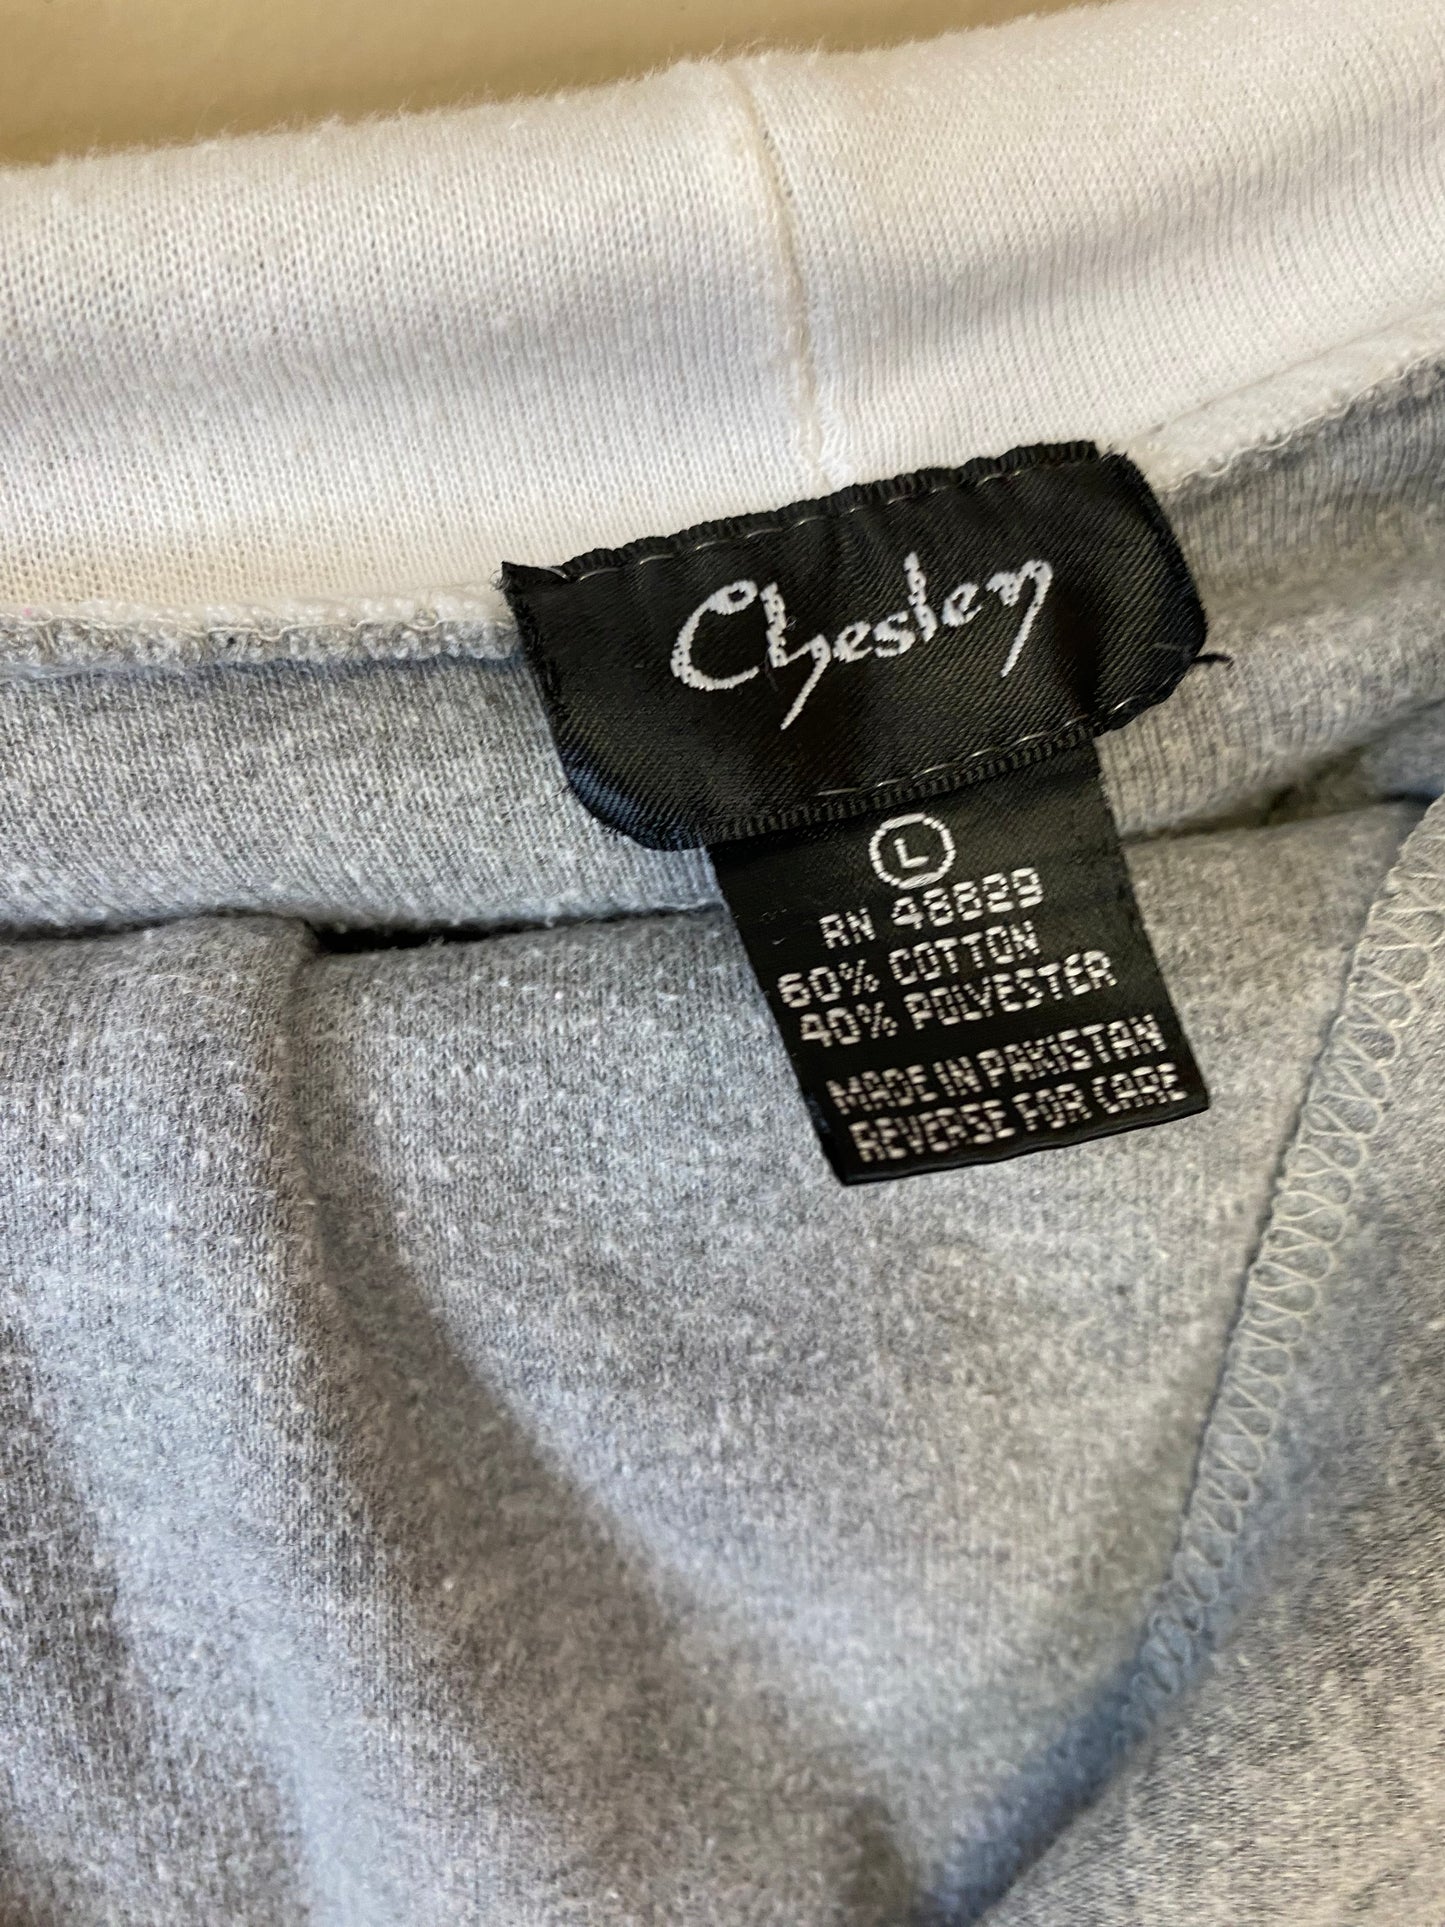 Chesley
L
RN 48829
60% COTTON
40% POLYESTER
MADE IN PAKISTAN
REVERSE FOR CARE